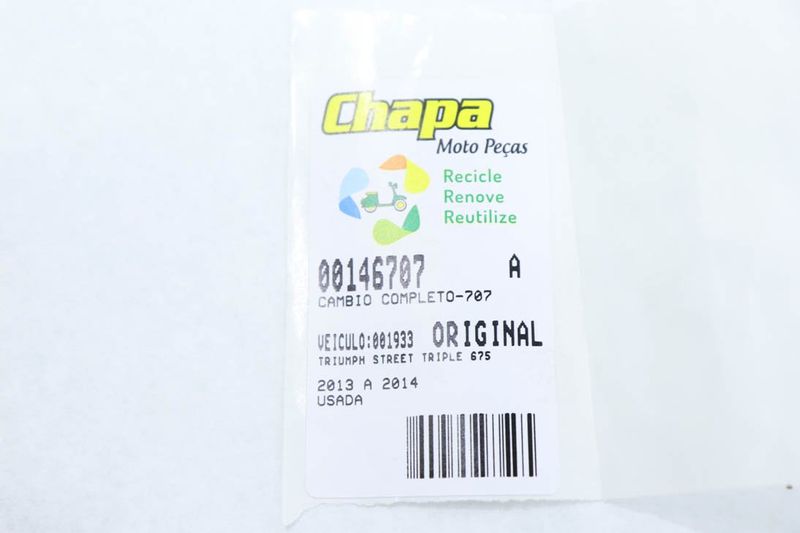 Chapa
Moto Peças
Recicle
Renove
Reutilize
00146707 A
CAMBIO COMPLETO-707
VEICULO:001933 ORIGINAL
TRIUMPH STREET TRIPLE 675
2013 A 2014
USADA